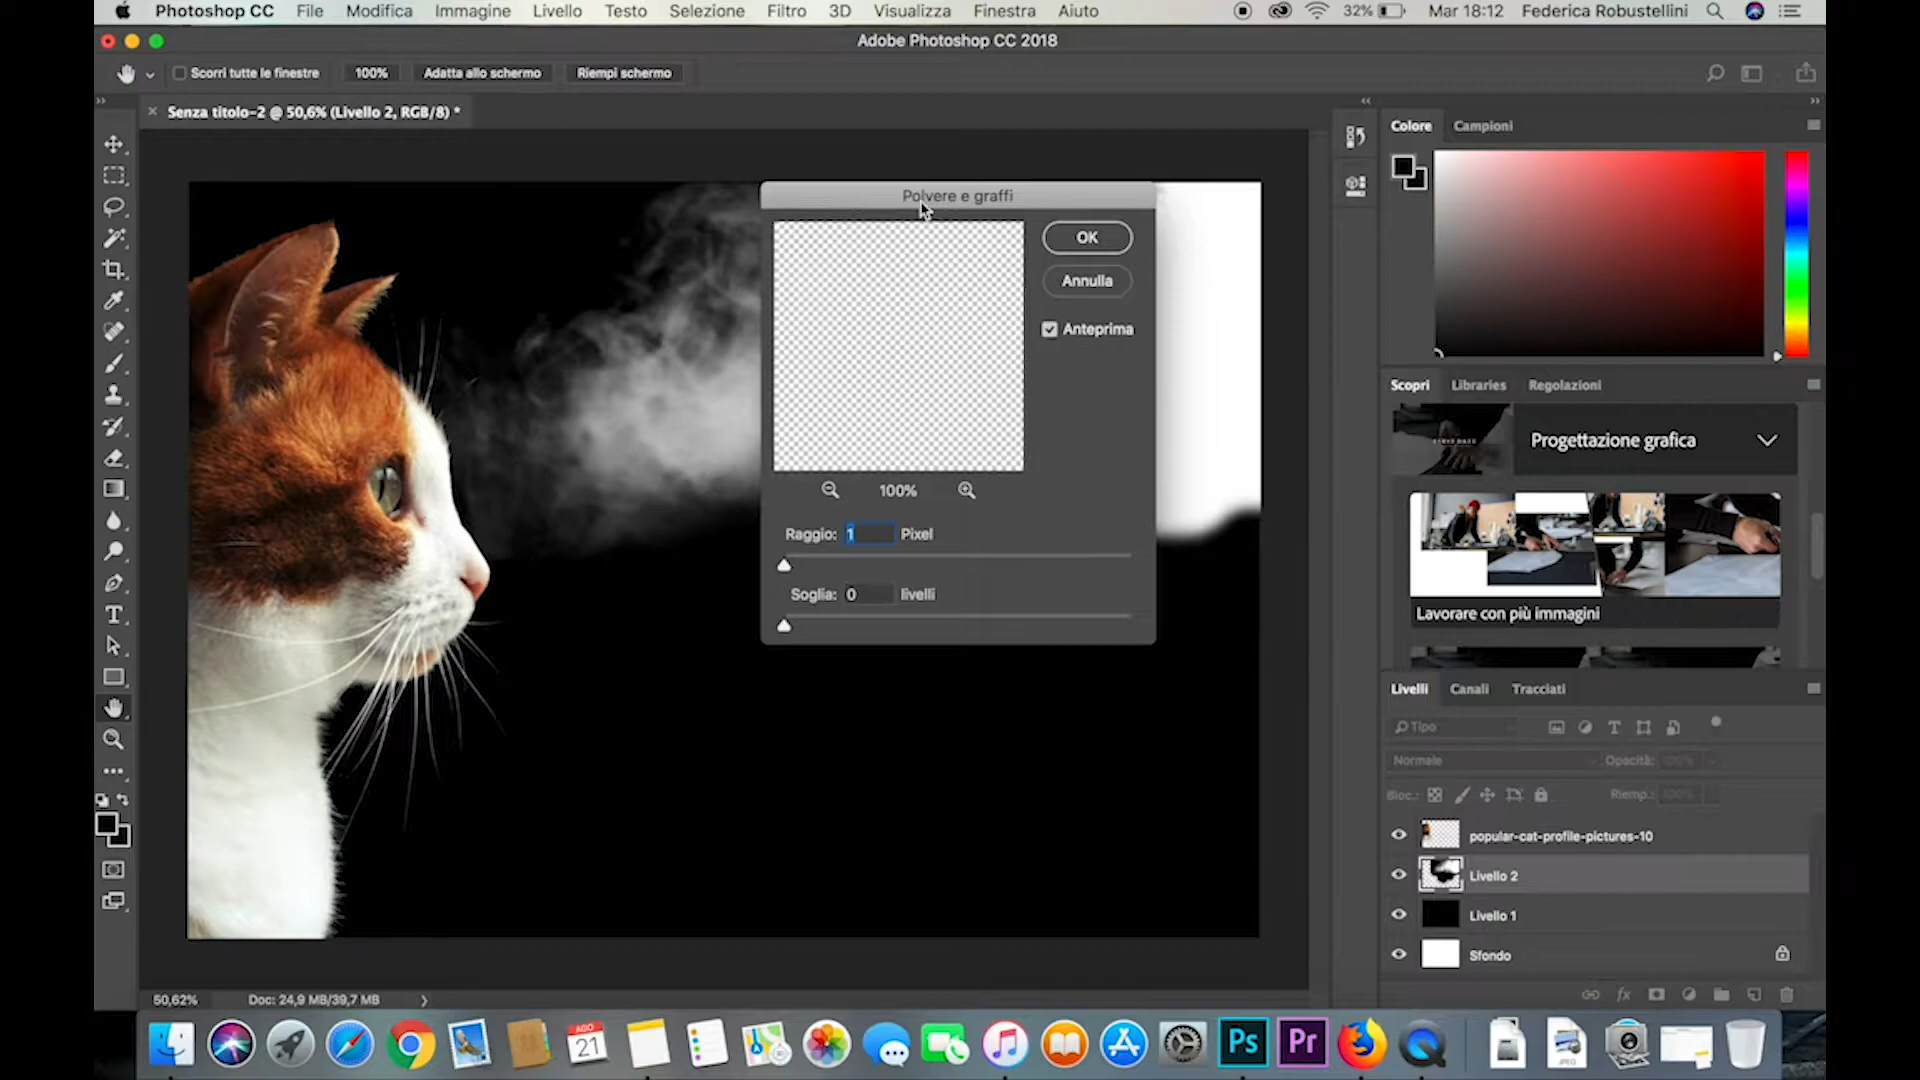 Photoshop CC File Modifica Immagine Livello Testo Selezione Filtro 3D Visualizza Finestra Aiuto 32% Mar 18:12 Federica Robustellini
Adobe Photoshop CC 2018
Scorri tutte le finestre 100% Adatta allo schermo Riempi schermo
Senza titolo-2 @ 50,6% (Livello 2, RGB/8) *
Colore Campioni
Polvere e graffi
OK
Annulla
Anteprima
100%
Raggio: 1 Pixel
Soglia: 0 livelli
Scopri Libraries Regolazioni
Progettazione grafica
Lavorare con più immagini
Livelli Canali Tracciati
Tipo
Normale Opacità: 100%
Bloc.: Riemp.: 100%
popular-cat-profile-pictures-10
Livello 2
Livello 1
Sfondo
fx
50,62% Doc: 24,9 MB/39,7 MB
AGO
21
Ps
Pr
JPEG